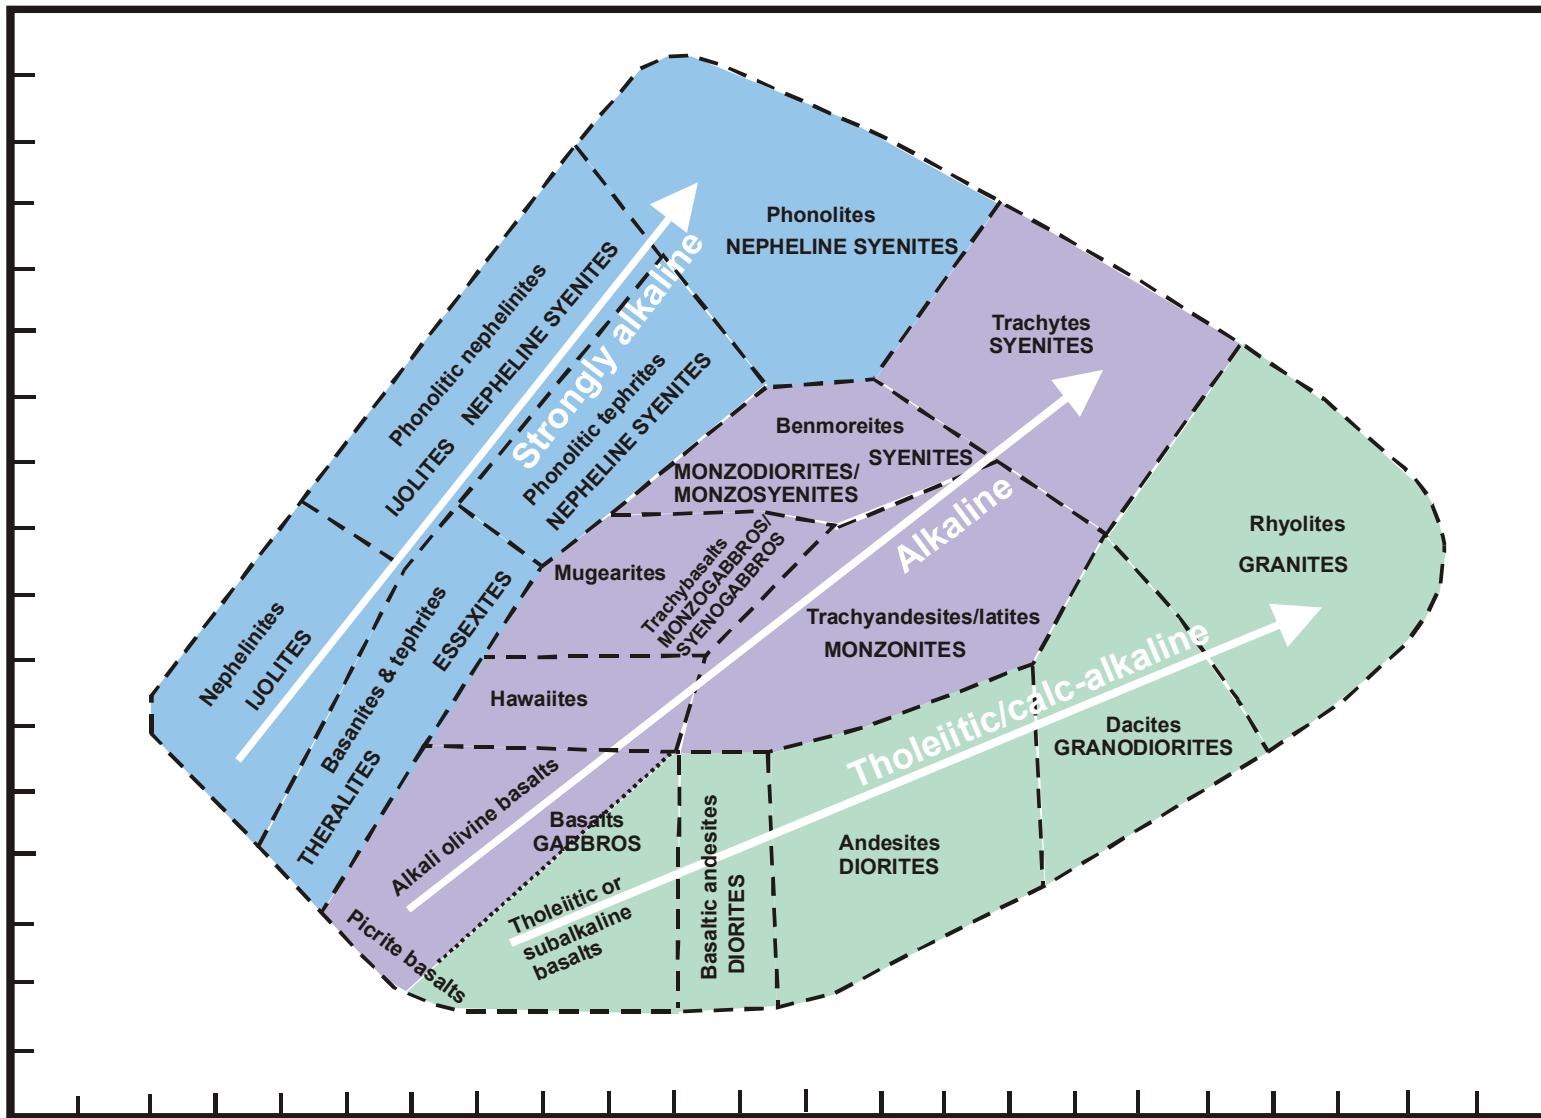 Phonolites
NEPHELINE SYENITES
Phonolitic nephelinites
IJOLITES NEPHELINE SYENITES
Strongly alkaline
Phonolitic tephrites
NEPHELINE SYENITES
Trachytes
SYENITES
Benmoreites
SYENITES
MONZODIORITES/
MONZOSYENITES
Alkaline
Rhyolites
GRANITES
Mugearites
Trachybasalts
MONZOGABBROS/
SYENOGABBROS
Trachyandesites/latites
MONZONITES
Nephelinites
IJOLITES
Basanites & tephrites
THERALITES ESSEXITES
Hawaiites
Tholeiitic/calc-alkaline
Dacites
GRANODIORITES
Alkali olivine basalts
Basalts
GABBROS
Andesites
DIORITES
Basaltic andesites
DIORITES
Tholeiitic or
subalkaline
basalts
Picrite basalts